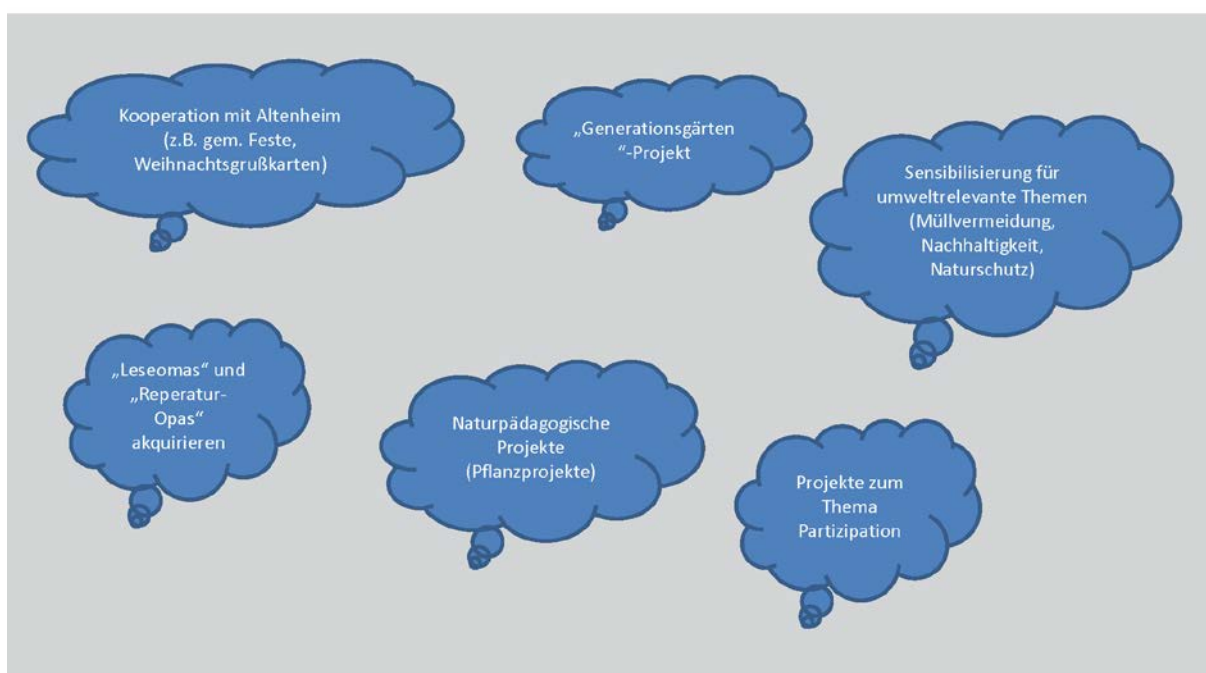 Kooperation mit Altenheim
(z.B. gem. Feste,
Weihnachtsgrußkarten)
„Generationsgärten
“-Projekt
Sensibilisierung für
umweltrelevante Themen
(Müllvermeidung,
Nachhaltigkeit,
Naturschutz)
„Leseomas“ und
„Reperatur-
Opas“
akquirieren
Naturpädagogische
Projekte
(Pflanzprojekte)
Projekte zum
Thema
Partizipation